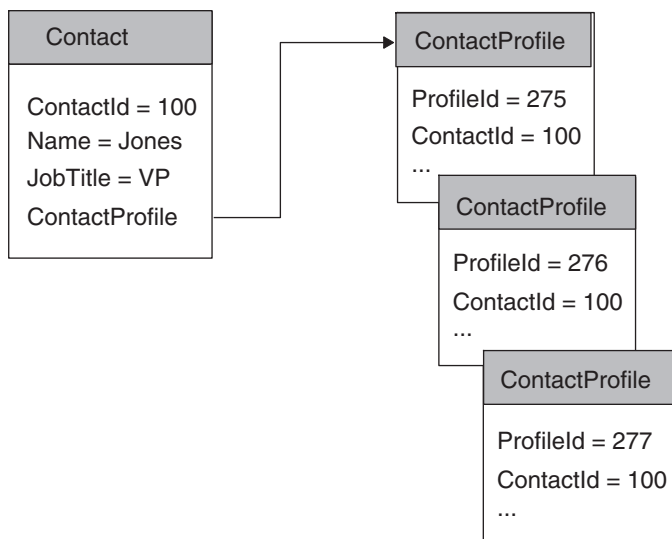 Contact
ContactId = 100
Name = Jones
JobTitle = VP
ContactProfile
ContactProfile
ProfileId = 275
ContactId = 100
...
ContactProfile
ProfileId = 276
ContactId = 100
...
ContactProfile
ProfileId = 277
ContactId = 100
...